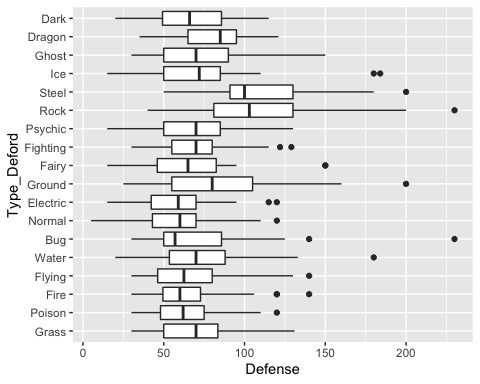 Dark
Dragon
Ghost
Ice
Steel
Rock
Psychic
Fighting
Fairy
Ground
Electric
Normal
Bug
Water
Flying
Fire
Poison
Grass
Type_Deford
0 50 100 150 200
Defense